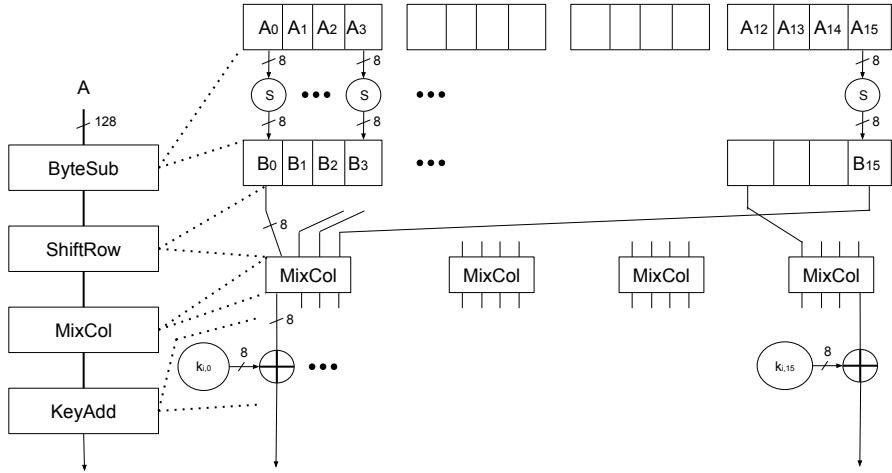 A0 A1 A2 A3 A12 A13 A14 A15
8 8 8
S S S
A
128
8 8 8
ByteSub
B0 B1 B2 B3 B15
8
ShiftRow
MixCol MixCol MixCol MixCol
MixCol
8
ki,0 8 ki,15 8
KeyAdd